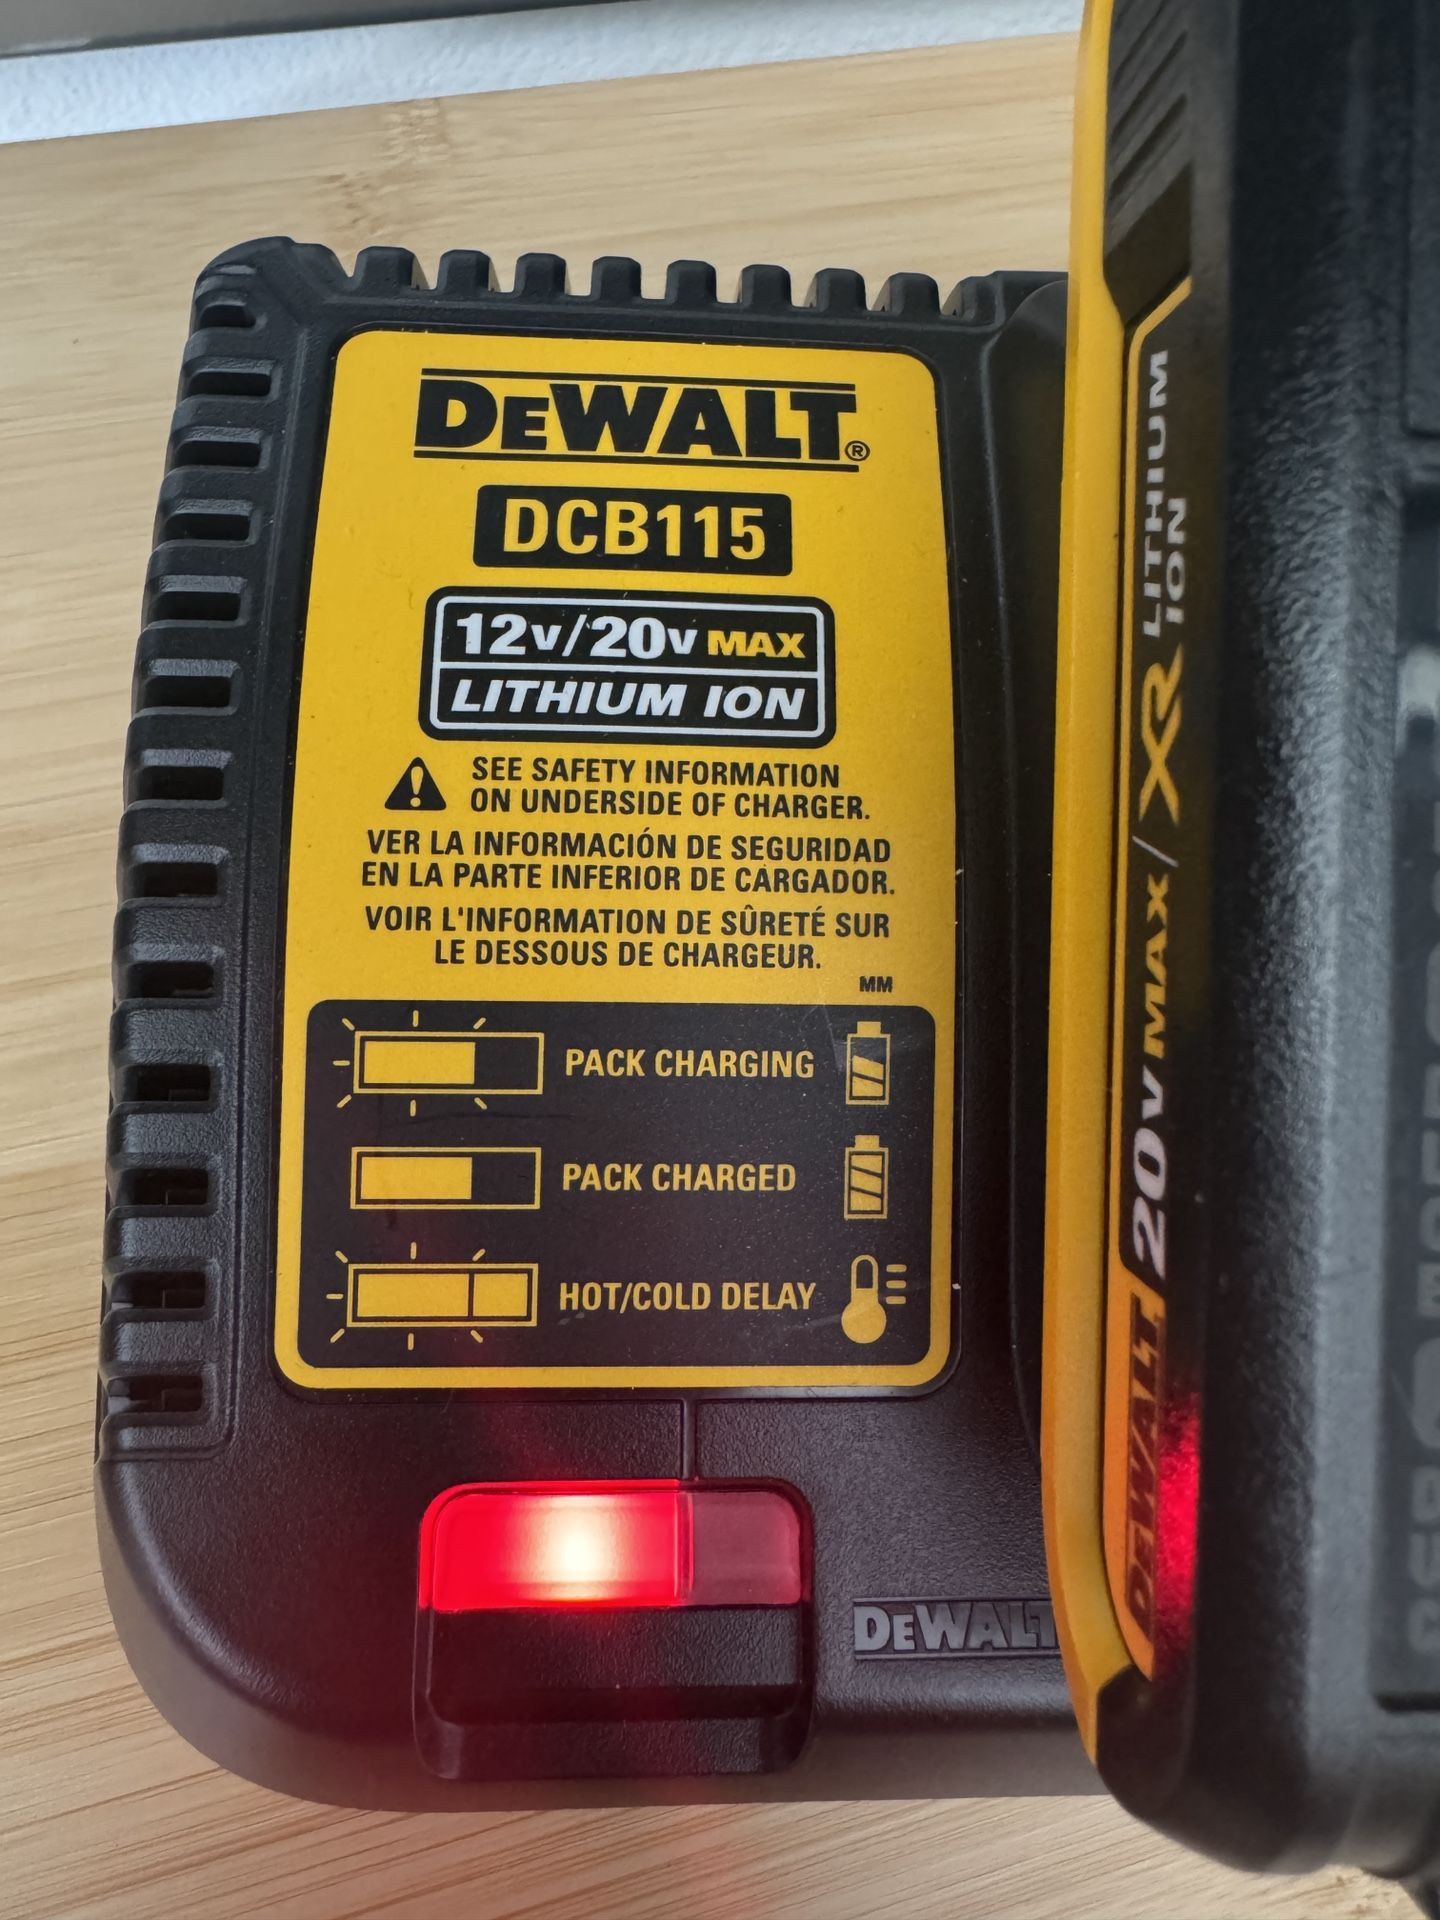 DEWALT®
DCB115
12V/20V MAX
LITHIUM ION
SEE SAFETY INFORMATION
ON UNDERSIDE OF CHARGER.
VER LA INFORMACIÓN DE SEGURIDAD
EN LA PARTE INFERIOR DE CARGADOR.
VOIR L'INFORMATION DE SÛRETÉ SUR
LE DESSOUS DE CHARGEUR.
MM
PACK CHARGING
PACK CHARGED
HOT/COLD DELAY
DEWALT
DEWALT 20V MAX/XR LITHIUM
ION